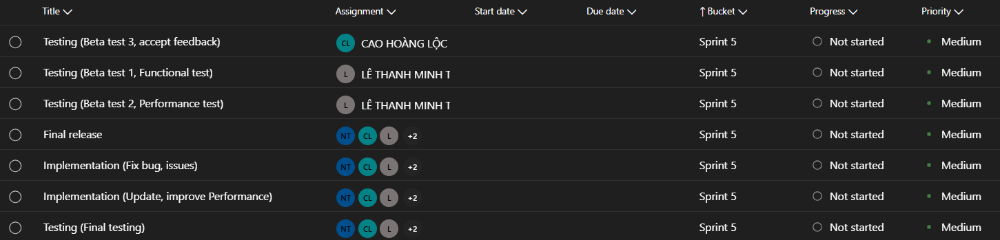 Title Assignment Start date Due date ↑ Bucket Progress Priority
Testing (Beta test 3, accept feedback) CL CAO HOÀNG LỘC Sprint 5 Not started Medium
Testing (Beta test 1, Functional test) L LÊ THANH MINH T Sprint 5 Not started Medium
Testing (Beta test 2, Performance test) L LÊ THANH MINH T Sprint 5 Not started Medium
Final release NT CL L +2 Sprint 5 Not started Medium
Implementation (Fix bug, issues) NT CL L +2 Sprint 5 Not started Medium
Implementation (Update, improve Performance) NT CL L +2 Sprint 5 Not started Medium
Testing (Final testing) NT CL L +2 Sprint 5 Not started Medium